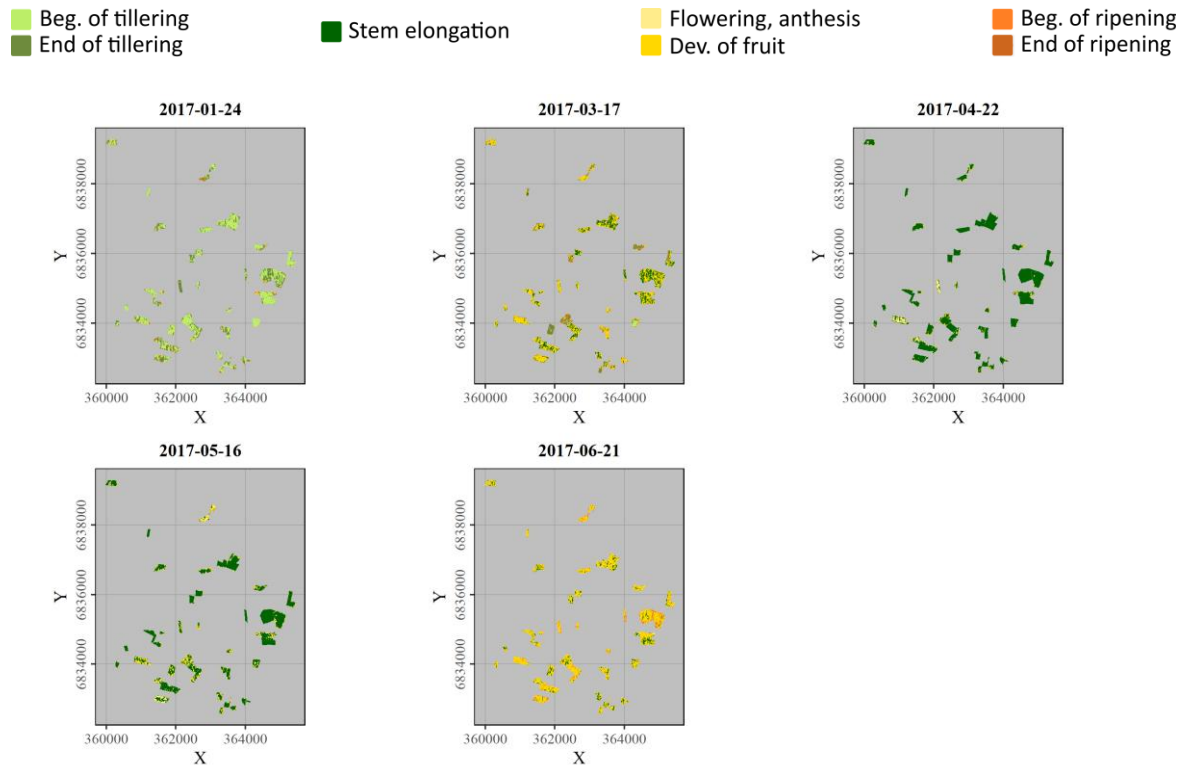 Beg. of tillering
End of tillering
Stem elongation
Flowering, anthesis
Dev. of fruit
Beg. of ripening
End of ripening
2017-01-24
Y
6838000
6836000
6834000
360000 362000 364000
X
2017-03-17
Y
6838000
6836000
6834000
360000 362000 364000
X
2017-04-22
Y
6838000
6836000
6834000
360000 362000 364000
X
2017-05-16
Y
6838000
6836000
6834000
360000 362000 364000
X
2017-06-21
Y
6838000
6836000
6834000
360000 362000 364000
X